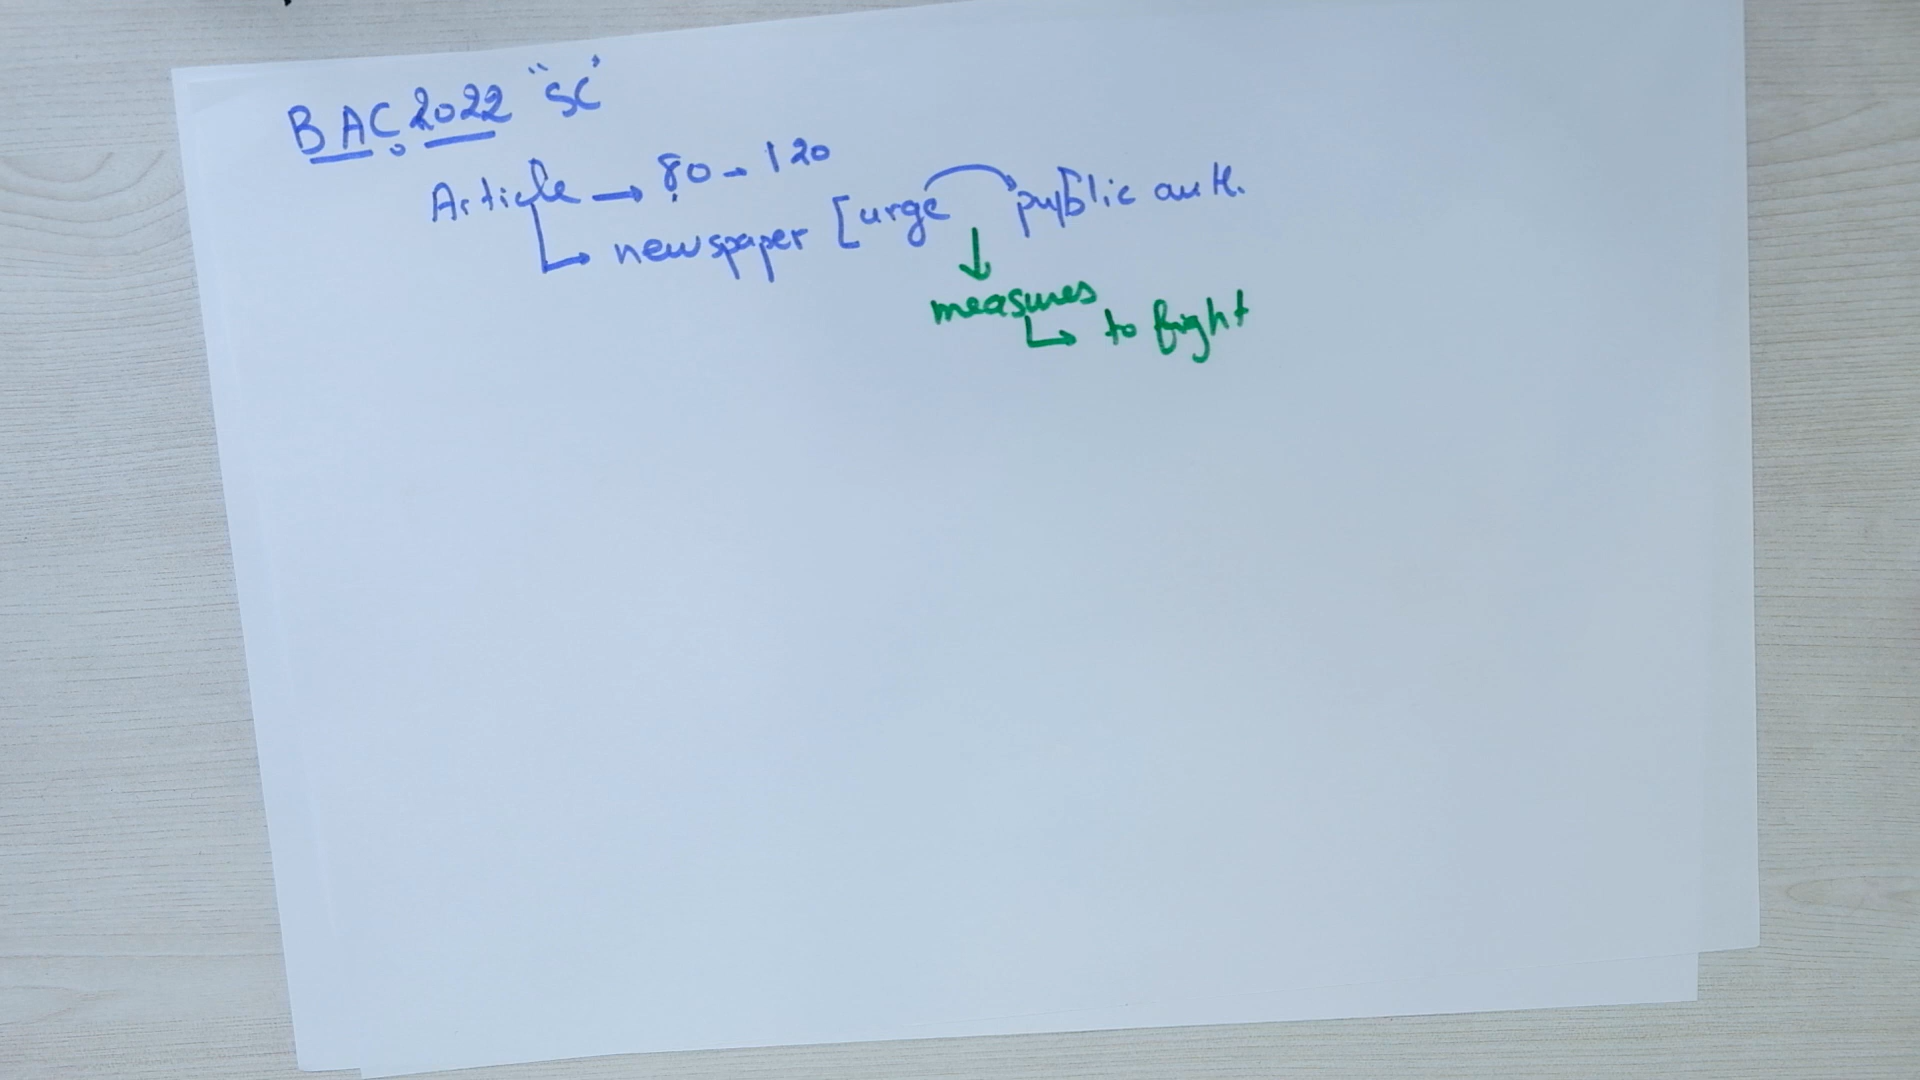 BAC 2022 "SC"
Article → 80 - 120
↳ newspaper [urge public auth.
↓
measures
↳ to fight